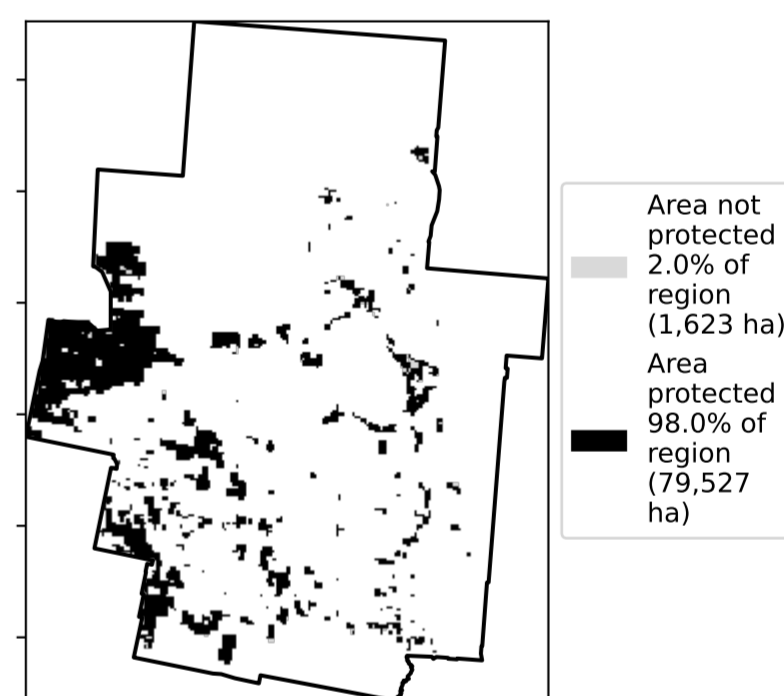 Area not
protected
2.0% of
region
(1,623 ha)
Area
protected
98.0% of
region
(79,527
ha)